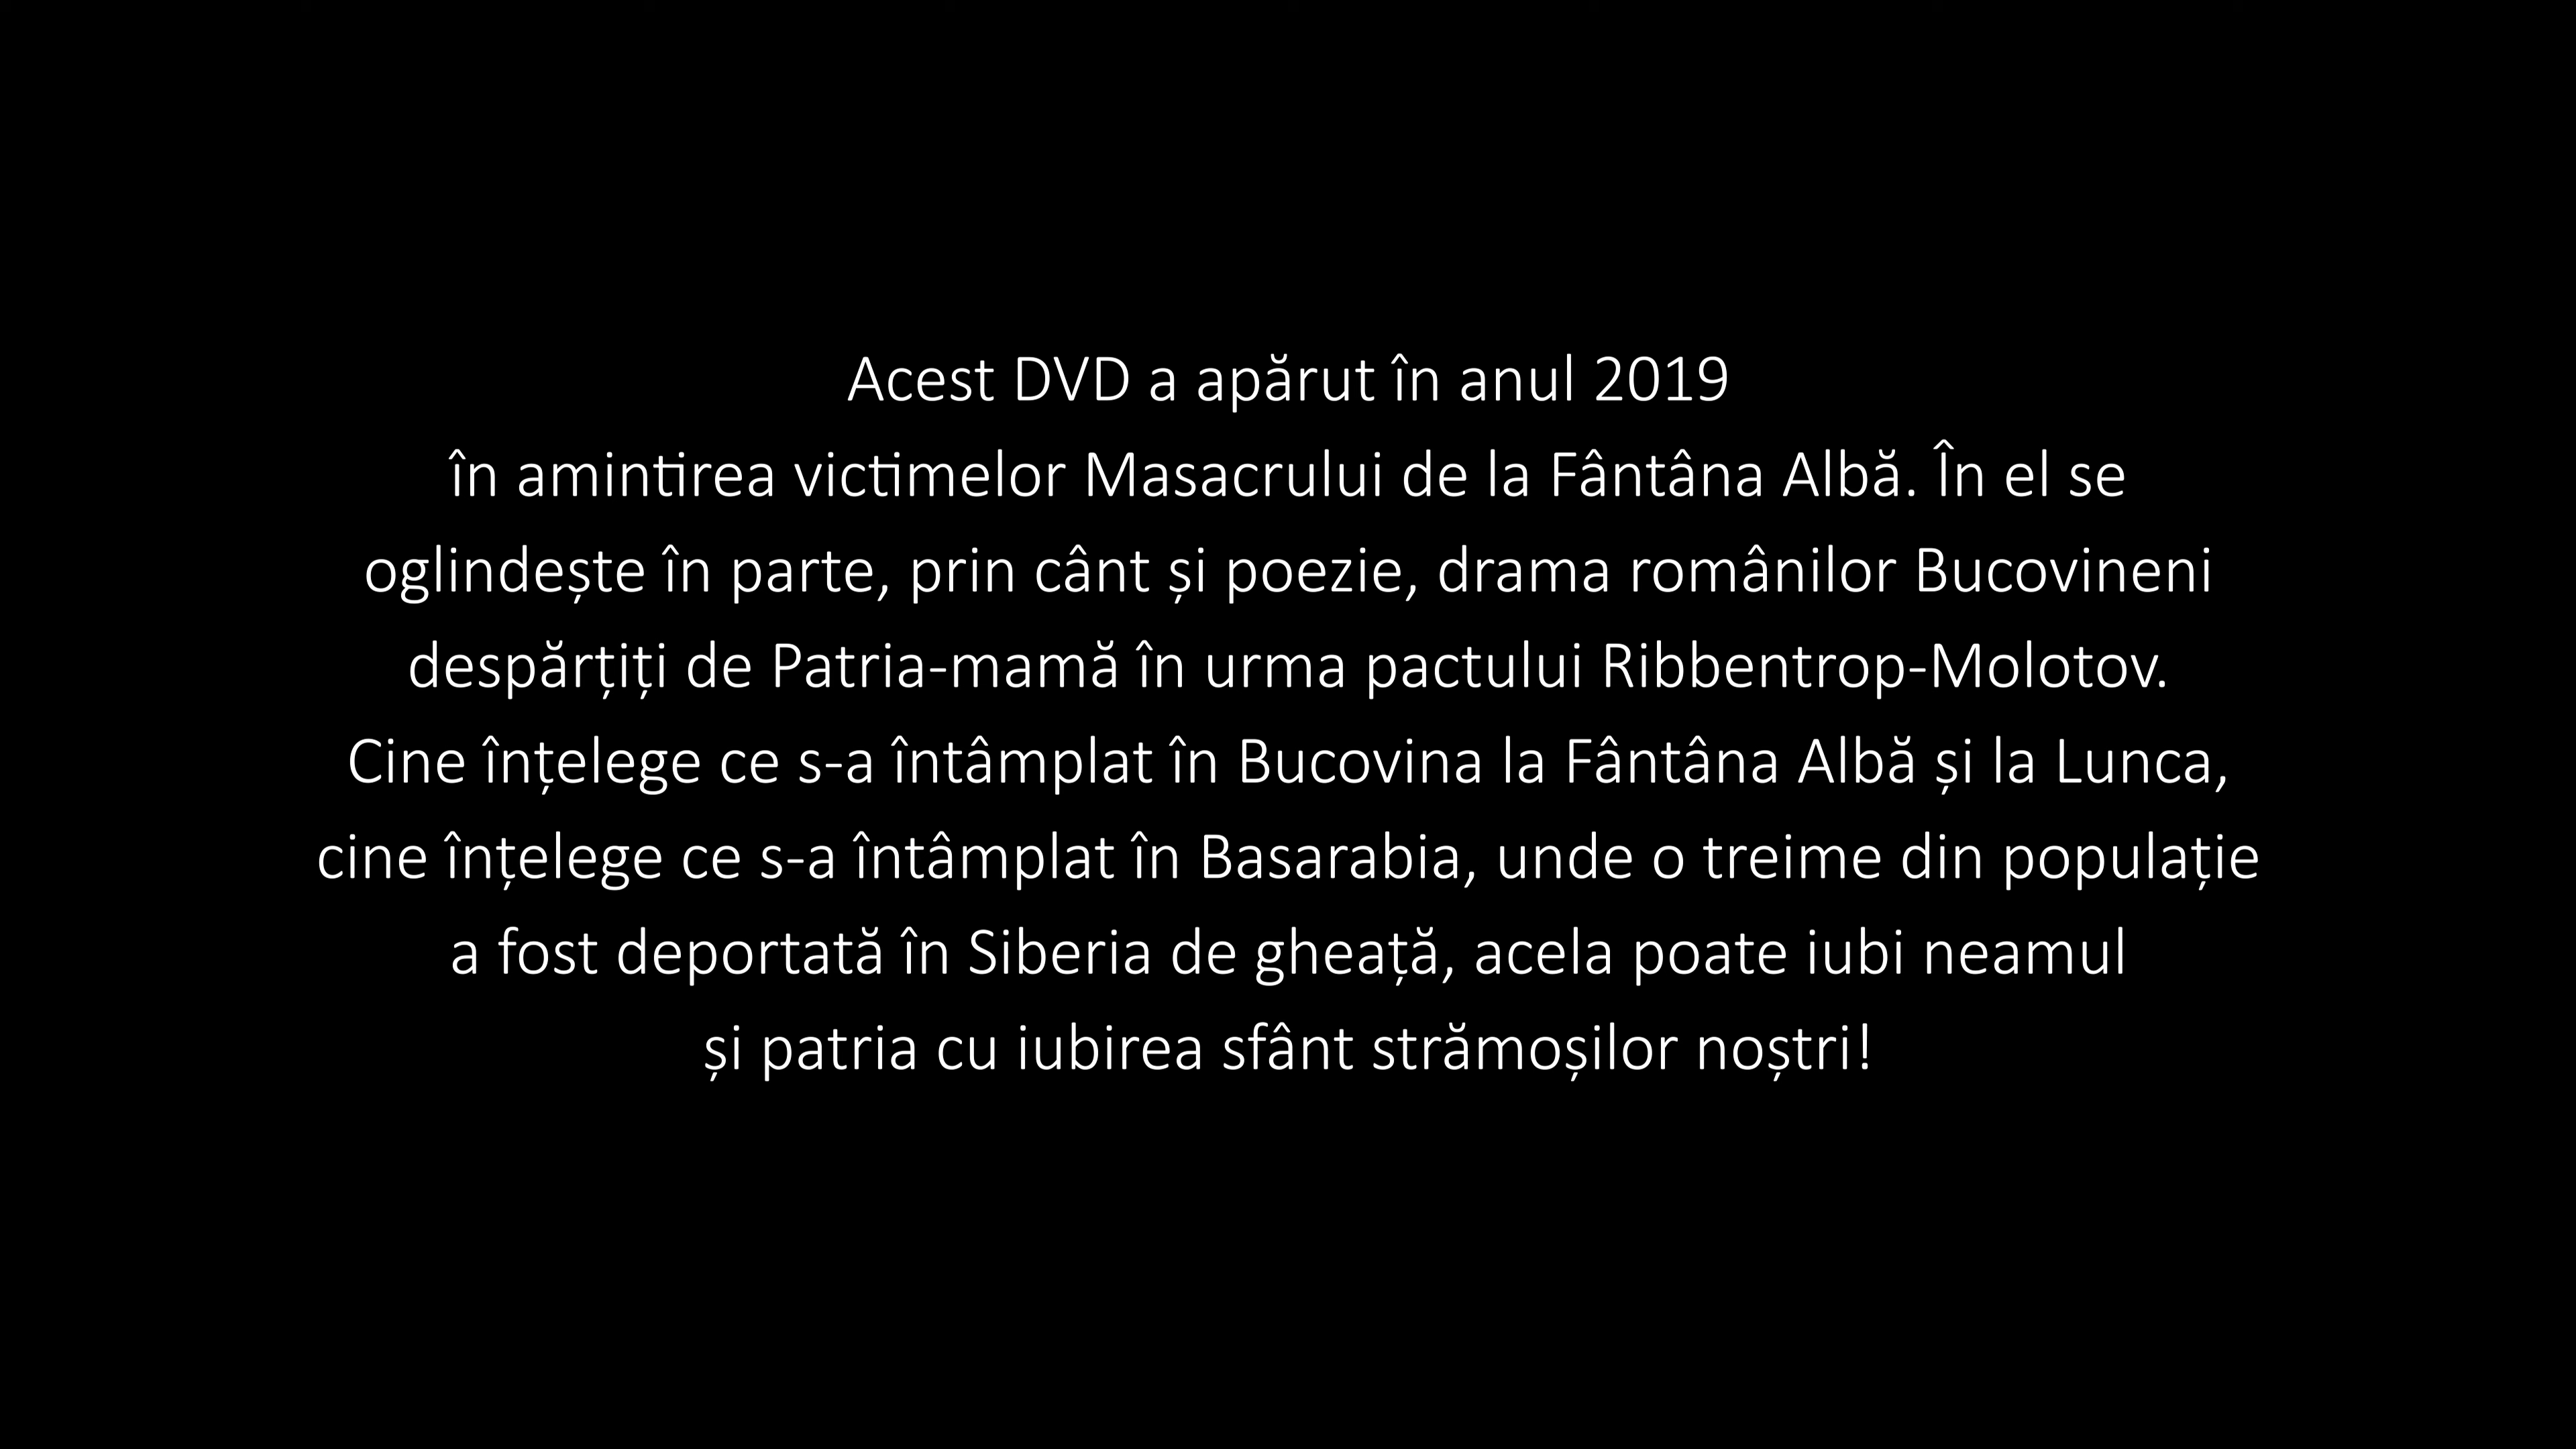 Acest DVD a apărut în anul 2019
în amintirea victimelor Masacrului de la Fântâna Albă. În el se
oglindește în parte, prin cânt și poezie, drama românilor Bucovineni
despărțiți de Patria-mamă în urma pactului Ribbentrop-Molotov.
Cine înțelege ce s-a întâmplat în Bucovina la Fântâna Albă și la Lunca,
cine înțelege ce s-a întâmplat în Basarabia, unde o treime din populație
a fost deportată în Siberia de gheață, acela poate iubi neamul
și patria cu iubirea sfânt strămoșilor noștri!